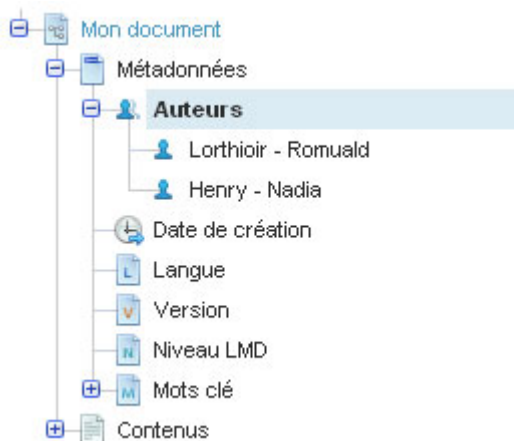 Mon document
Métadonnées
Auteurs
Lorthioir - Romuald
Henry - Nadia
Date de création
L Langue
V Version
N Niveau LMD
M Mots clé
Contenus